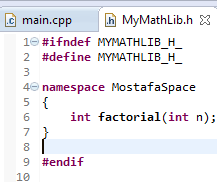 main.cpp MyMathLib.h
1 #ifndef MYMATHLIB_H_
2 #define MYMATHLIB_H_
3
4 namespace MostafaSpace
5 {
6 int factorial(int n);
7 }
8
9 #endif
10